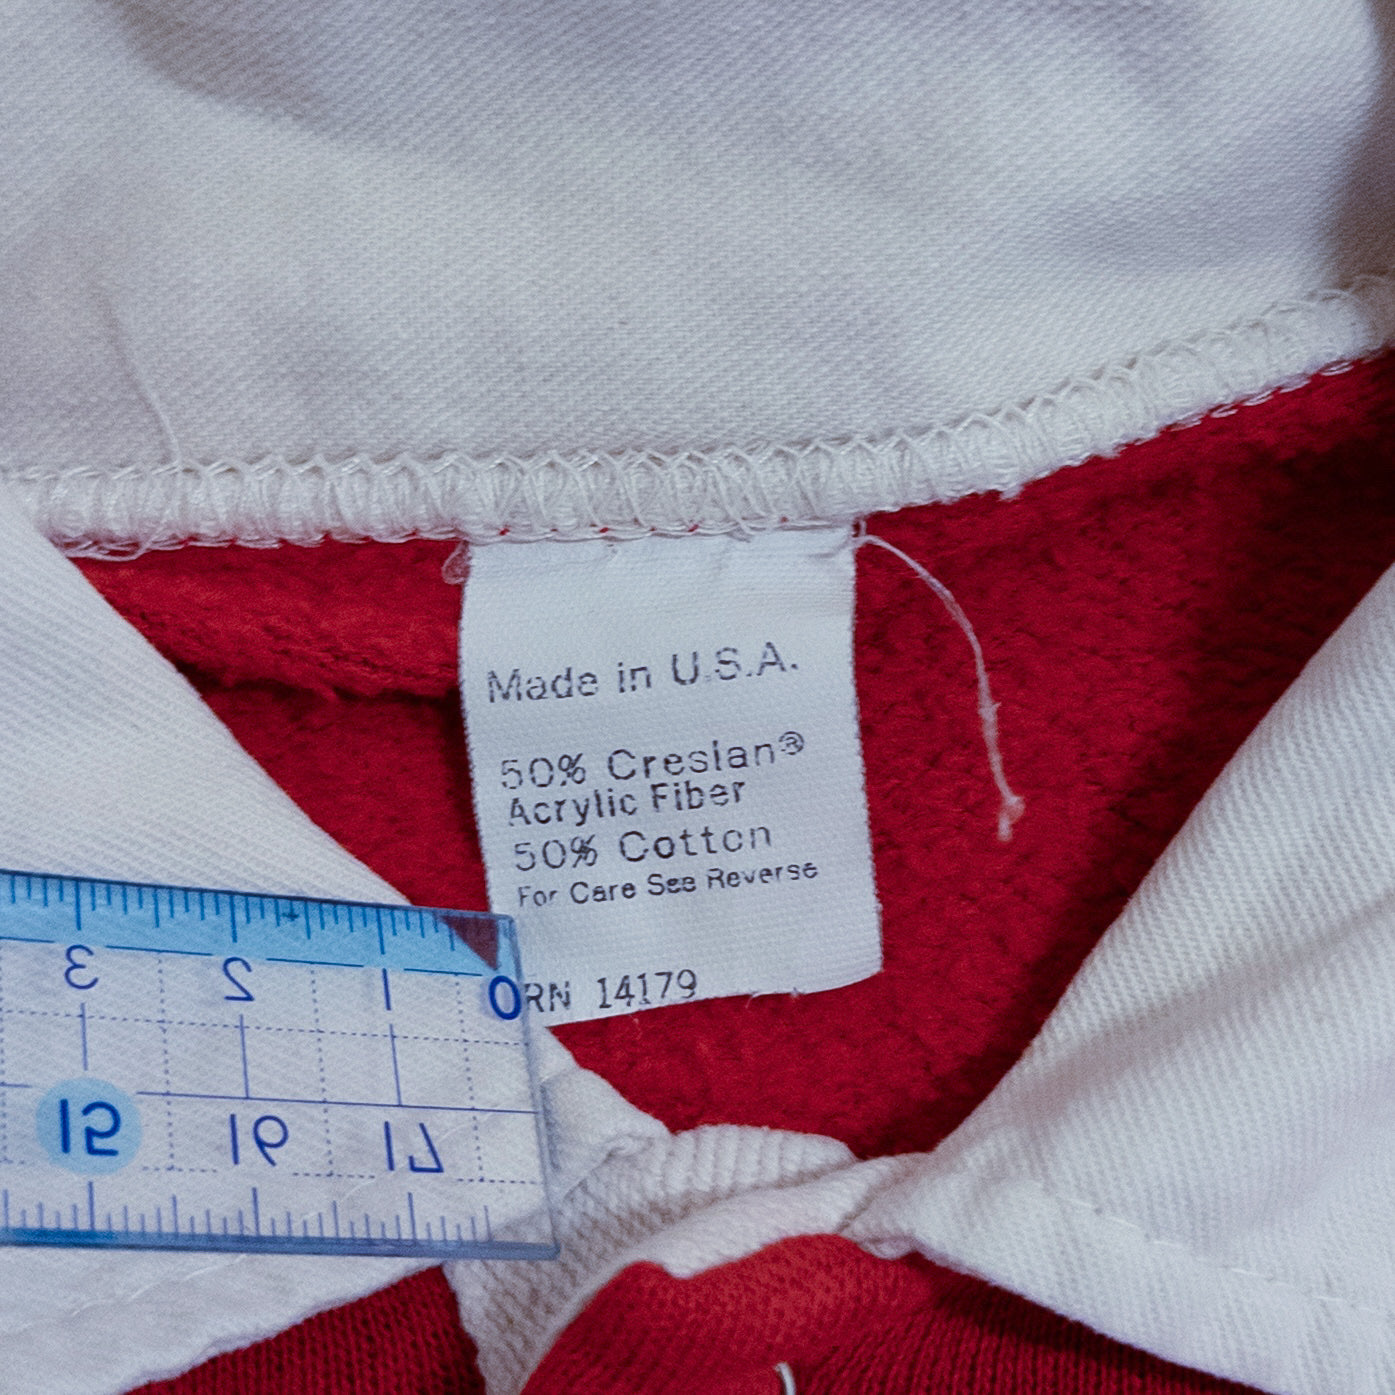 Made in U.S.A.
50% Creslan®
Acrylic Fiber
50% Cotton
For Care See Reverse
RN 14179
3 2 1 0
15 16 17